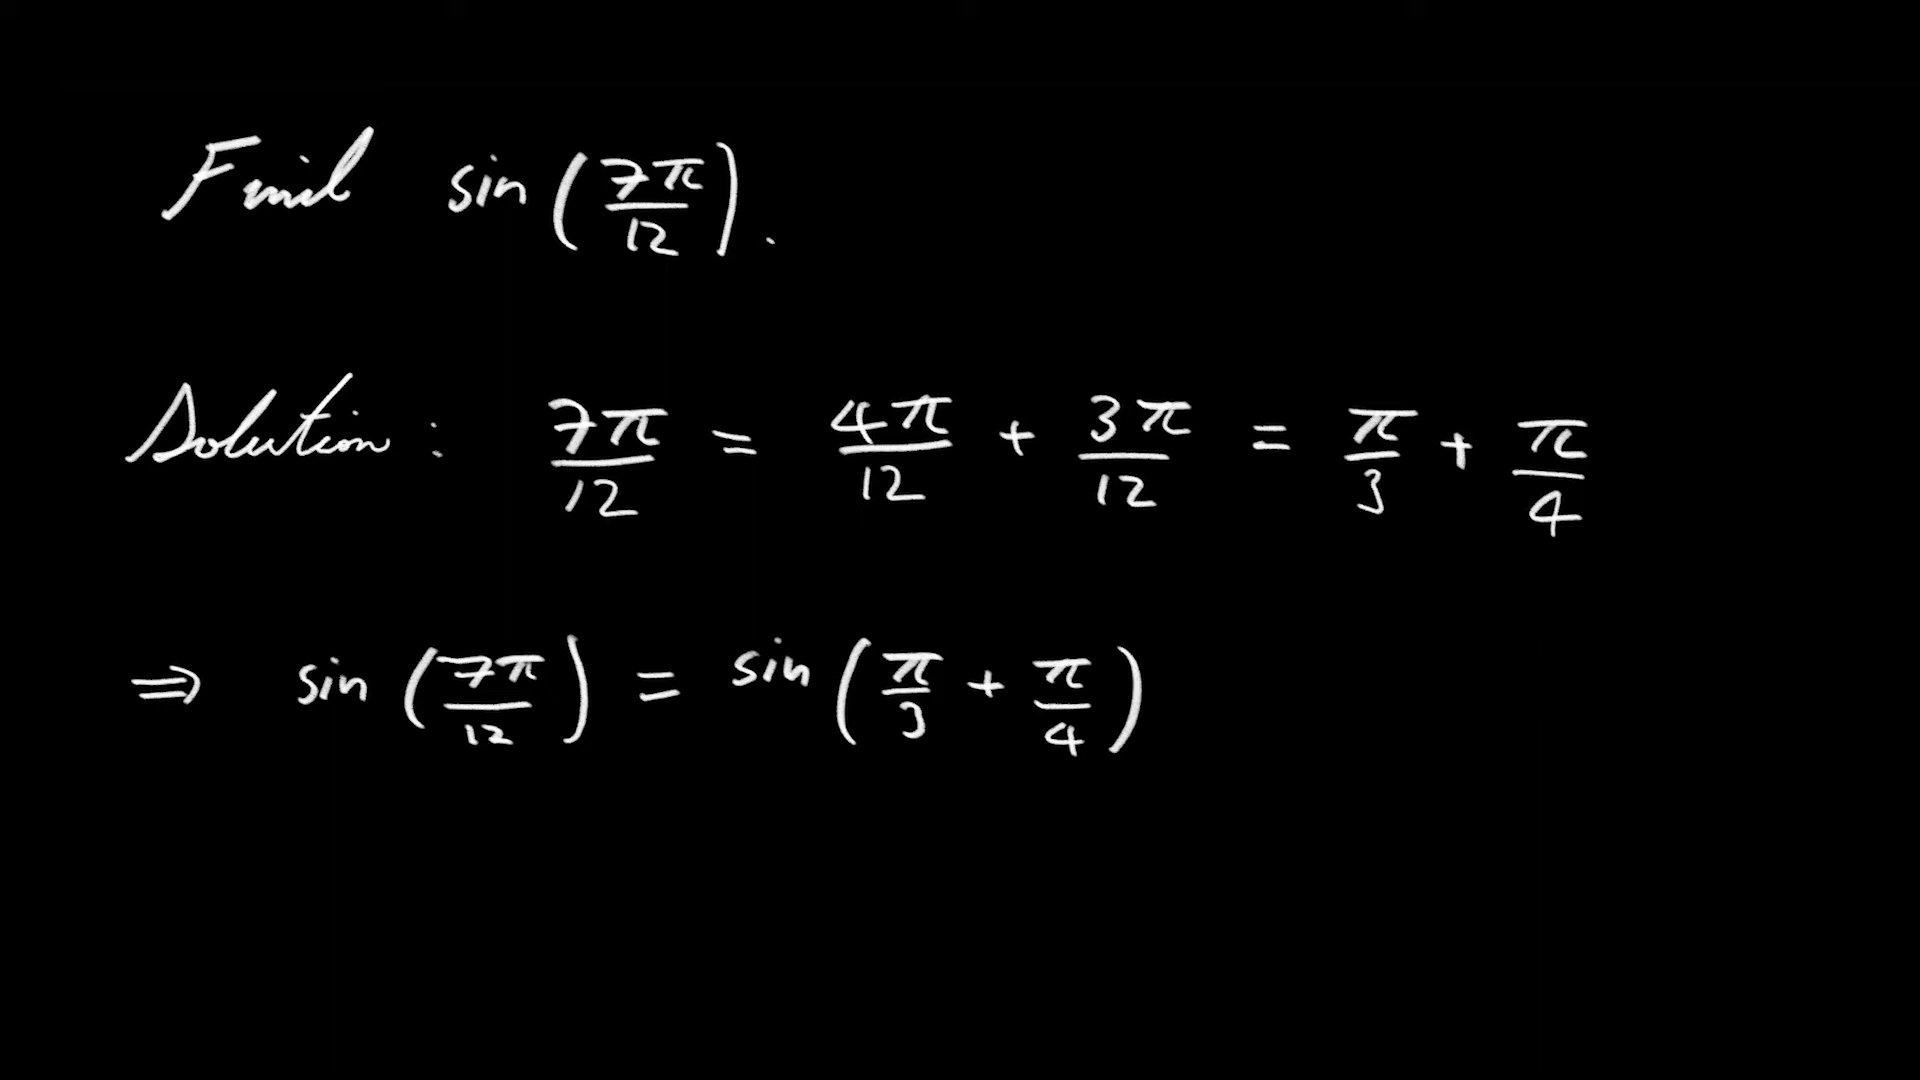 Find sin(7π/12).
Solution: 7π/12 = 4π/12 + 3π/12 = π/3 + π/4
⇒ sin(7π/12) = sin(π/3 + π/4)